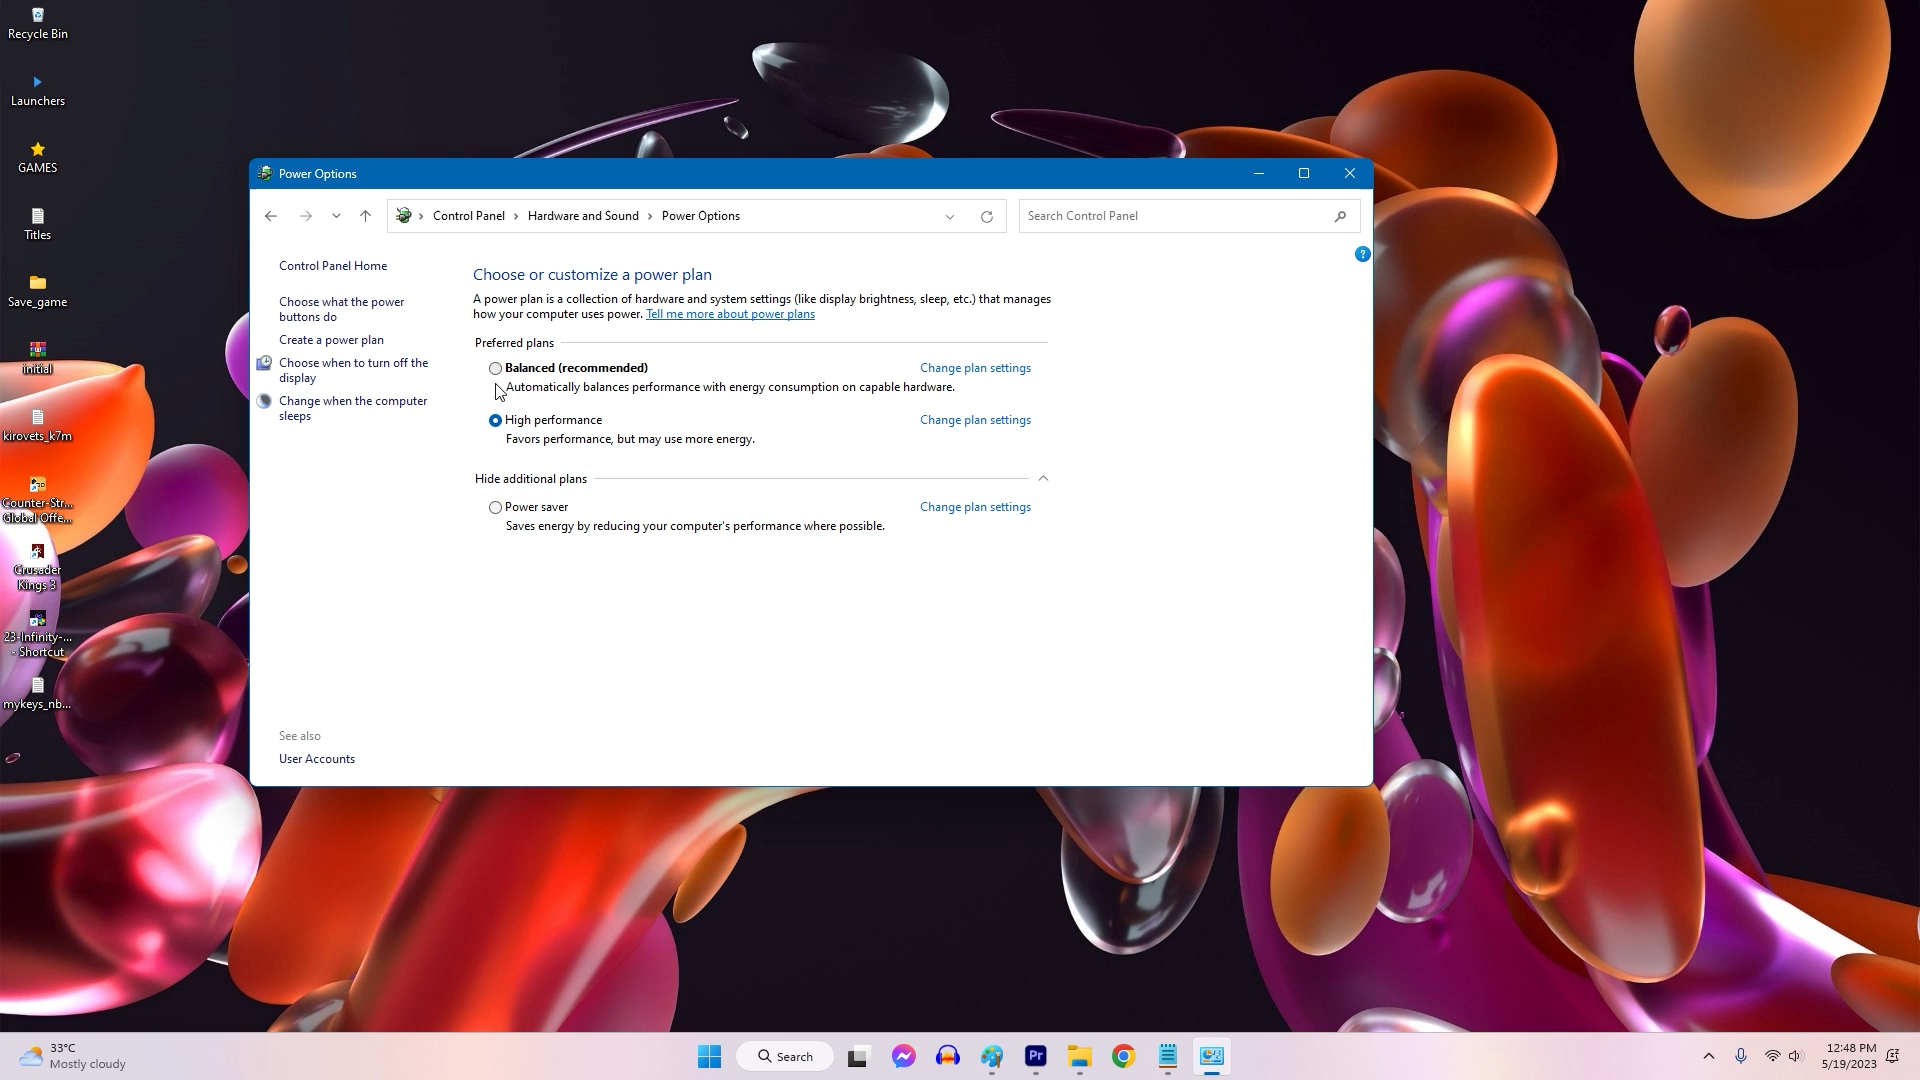 Recycle Bin
Launchers
GAMES
Titles
Save_game
initial
kirovets_k7m
Counter-Str...
Global Offe...
Crusader
Kings 3
23-Infinity-...
- Shortcut
mykeys_nb...
Power Options
Control Panel › Hardware and Sound › Power Options
Search Control Panel
?
Control Panel Home
Choose what the power
buttons do
Create a power plan
Choose when to turn off the
display
Change when the computer
sleeps
See also
User Accounts
Choose or customize a power plan
A power plan is a collection of hardware and system settings (like display brightness, sleep, etc.) that manages
how your computer uses power. Tell me more about power plans
Preferred plans
Balanced (recommended) Change plan settings
Automatically balances performance with energy consumption on capable hardware.
High performance Change plan settings
Favors performance, but may use more energy.
Hide additional plans
Power saver Change plan settings
Saves energy by reducing your computer's performance where possible.
33°C
Mostly cloudy
Search
Pr
12:48 PM
5/19/2023